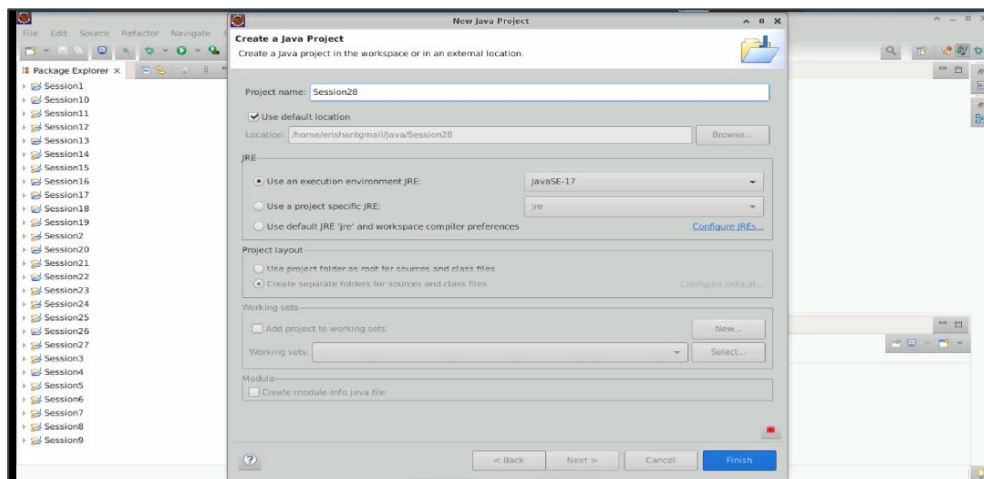 New Java Project
File Edit Source Refactor Navigate
Create a Java Project
Create a Java project in the workspace or in an external location.
Package Explorer
Session1
Session10
Session11
Session12
Session13
Session14
Session15
Session16
Session17
Session18
Session19
Session2
Session20
Session21
Session22
Session23
Session24
Session25
Session26
Session27
Session3
Session4
Session5
Session6
Session7
Session8
Session9
Project name: Session28
Use default location
Location: /home/erishantgmail/java/Session28 Browse...
JRE
Use an execution environment JRE: JavaSE-17
Use a project specific JRE: jre
Use default JRE 'jre' and workspace compiler preferences Configure JREs...
Project layout
Use project folder as root for sources and class files
Create separate folders for sources and class files Configure default...
Working sets
Add project to working sets New...
Working sets: Select...
Module
Create module-info.java file
< Back Next > Cancel Finish